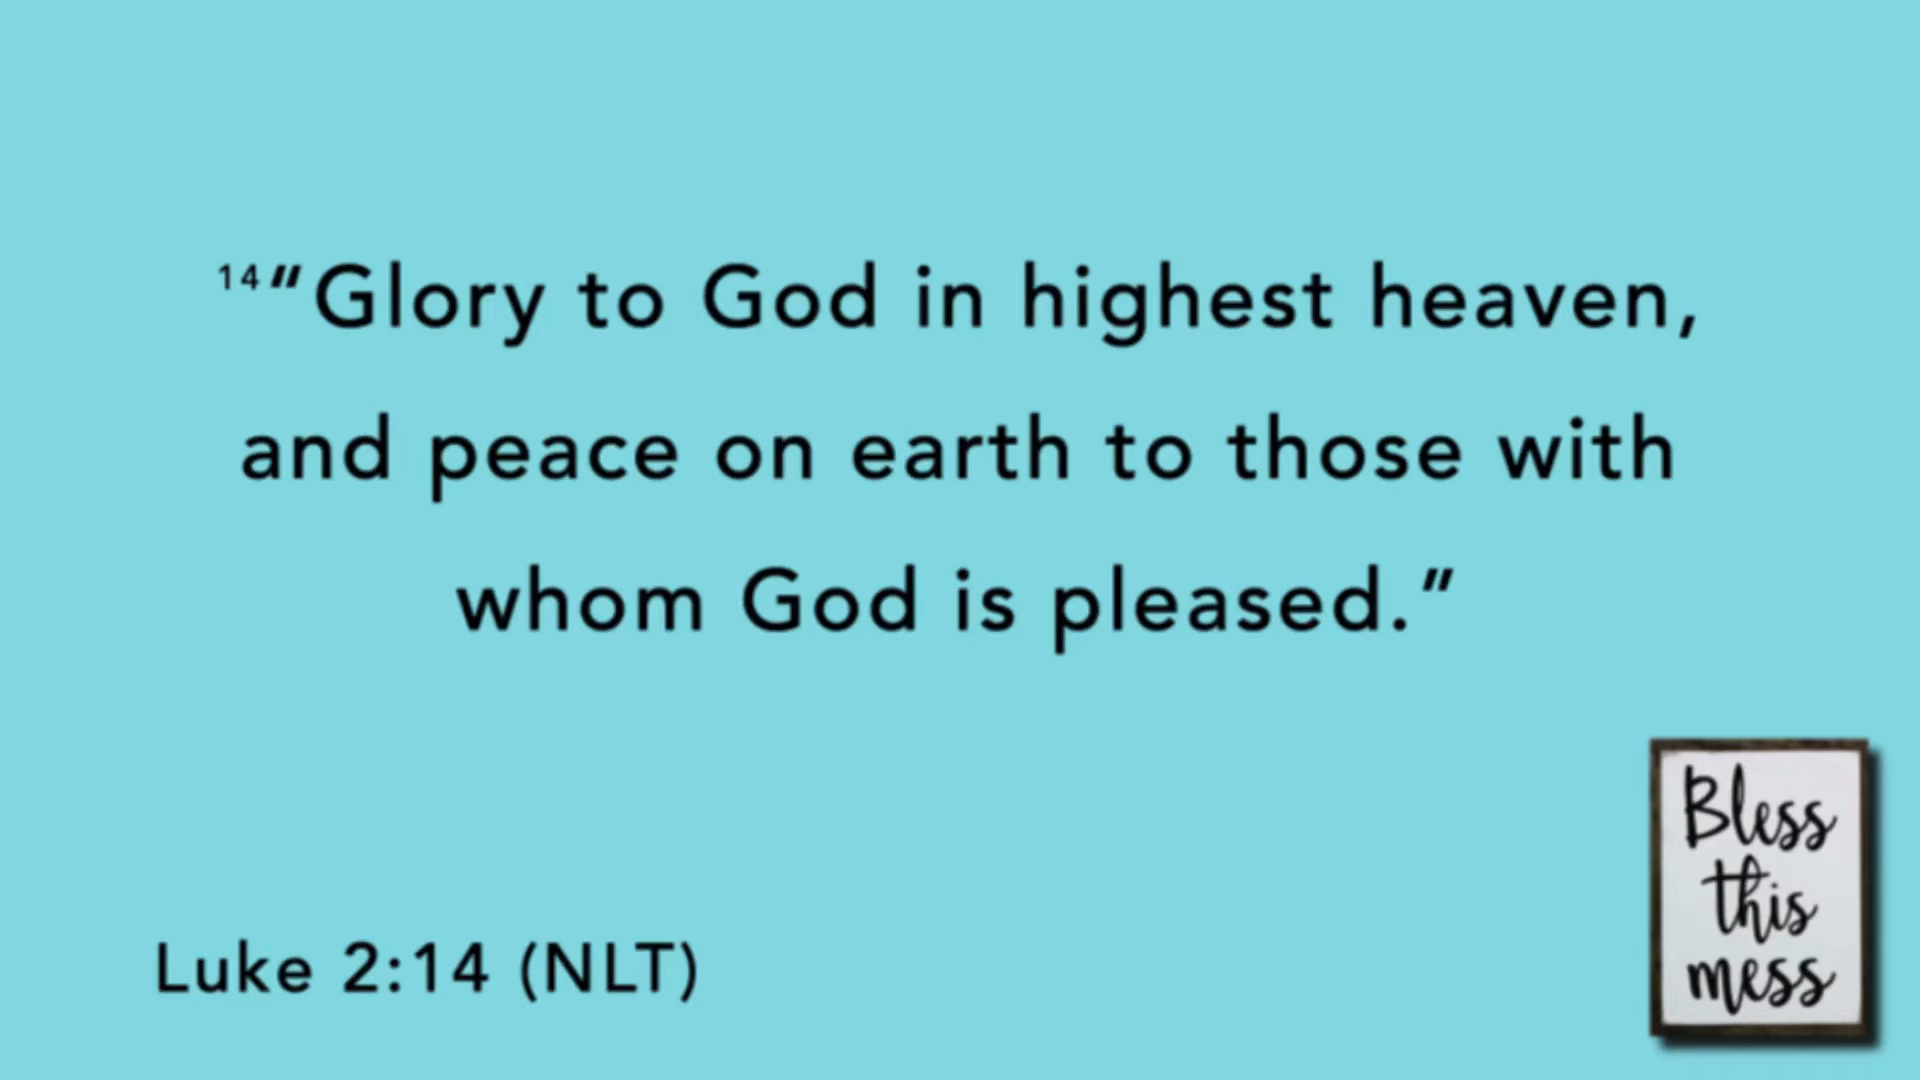 14"Glory to God in highest heaven,
and peace on earth to those with
whom God is pleased."
Luke 2:14 (NLT)
Bless
this
mess